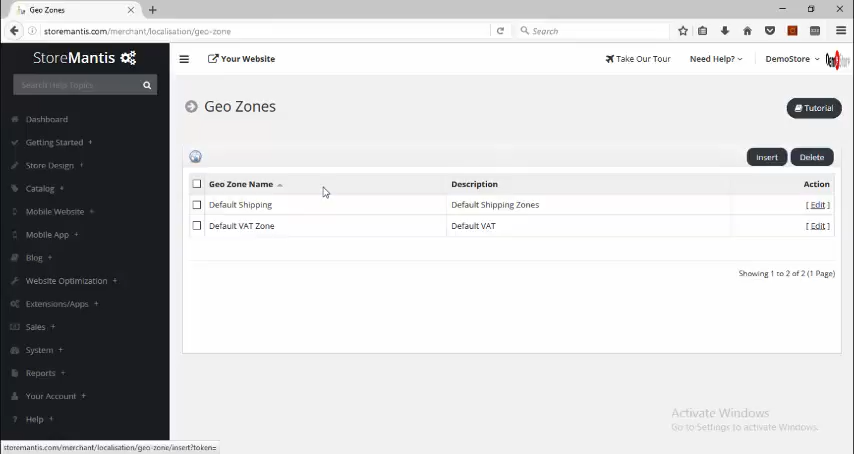 Geo Zones
storemantis.com/merchant/localisation/geo-zone
Search
StoreMantis
Your Website
Take Our Tour
Need Help?
DemoStore
Search Help Topics
Geo Zones
Tutorial
Dashboard
Getting Started +
Store Design +
Catalog +
Mobile Website +
Mobile App +
Blog +
Website Optimization +
Extensions/Apps +
Sales +
System +
Reports +
Your Account +
Help +
Insert
Delete
Geo Zone Name
Description
Action
Default Shipping
Default Shipping Zones
[ Edit ]
Default VAT Zone
Default VAT
[ Edit ]
Showing 1 to 2 of 2 (1 Page)
Activate Windows
Go to Settings to activate Windows.
storemantis.com/merchant/localisation/geo-zone/insert?token=